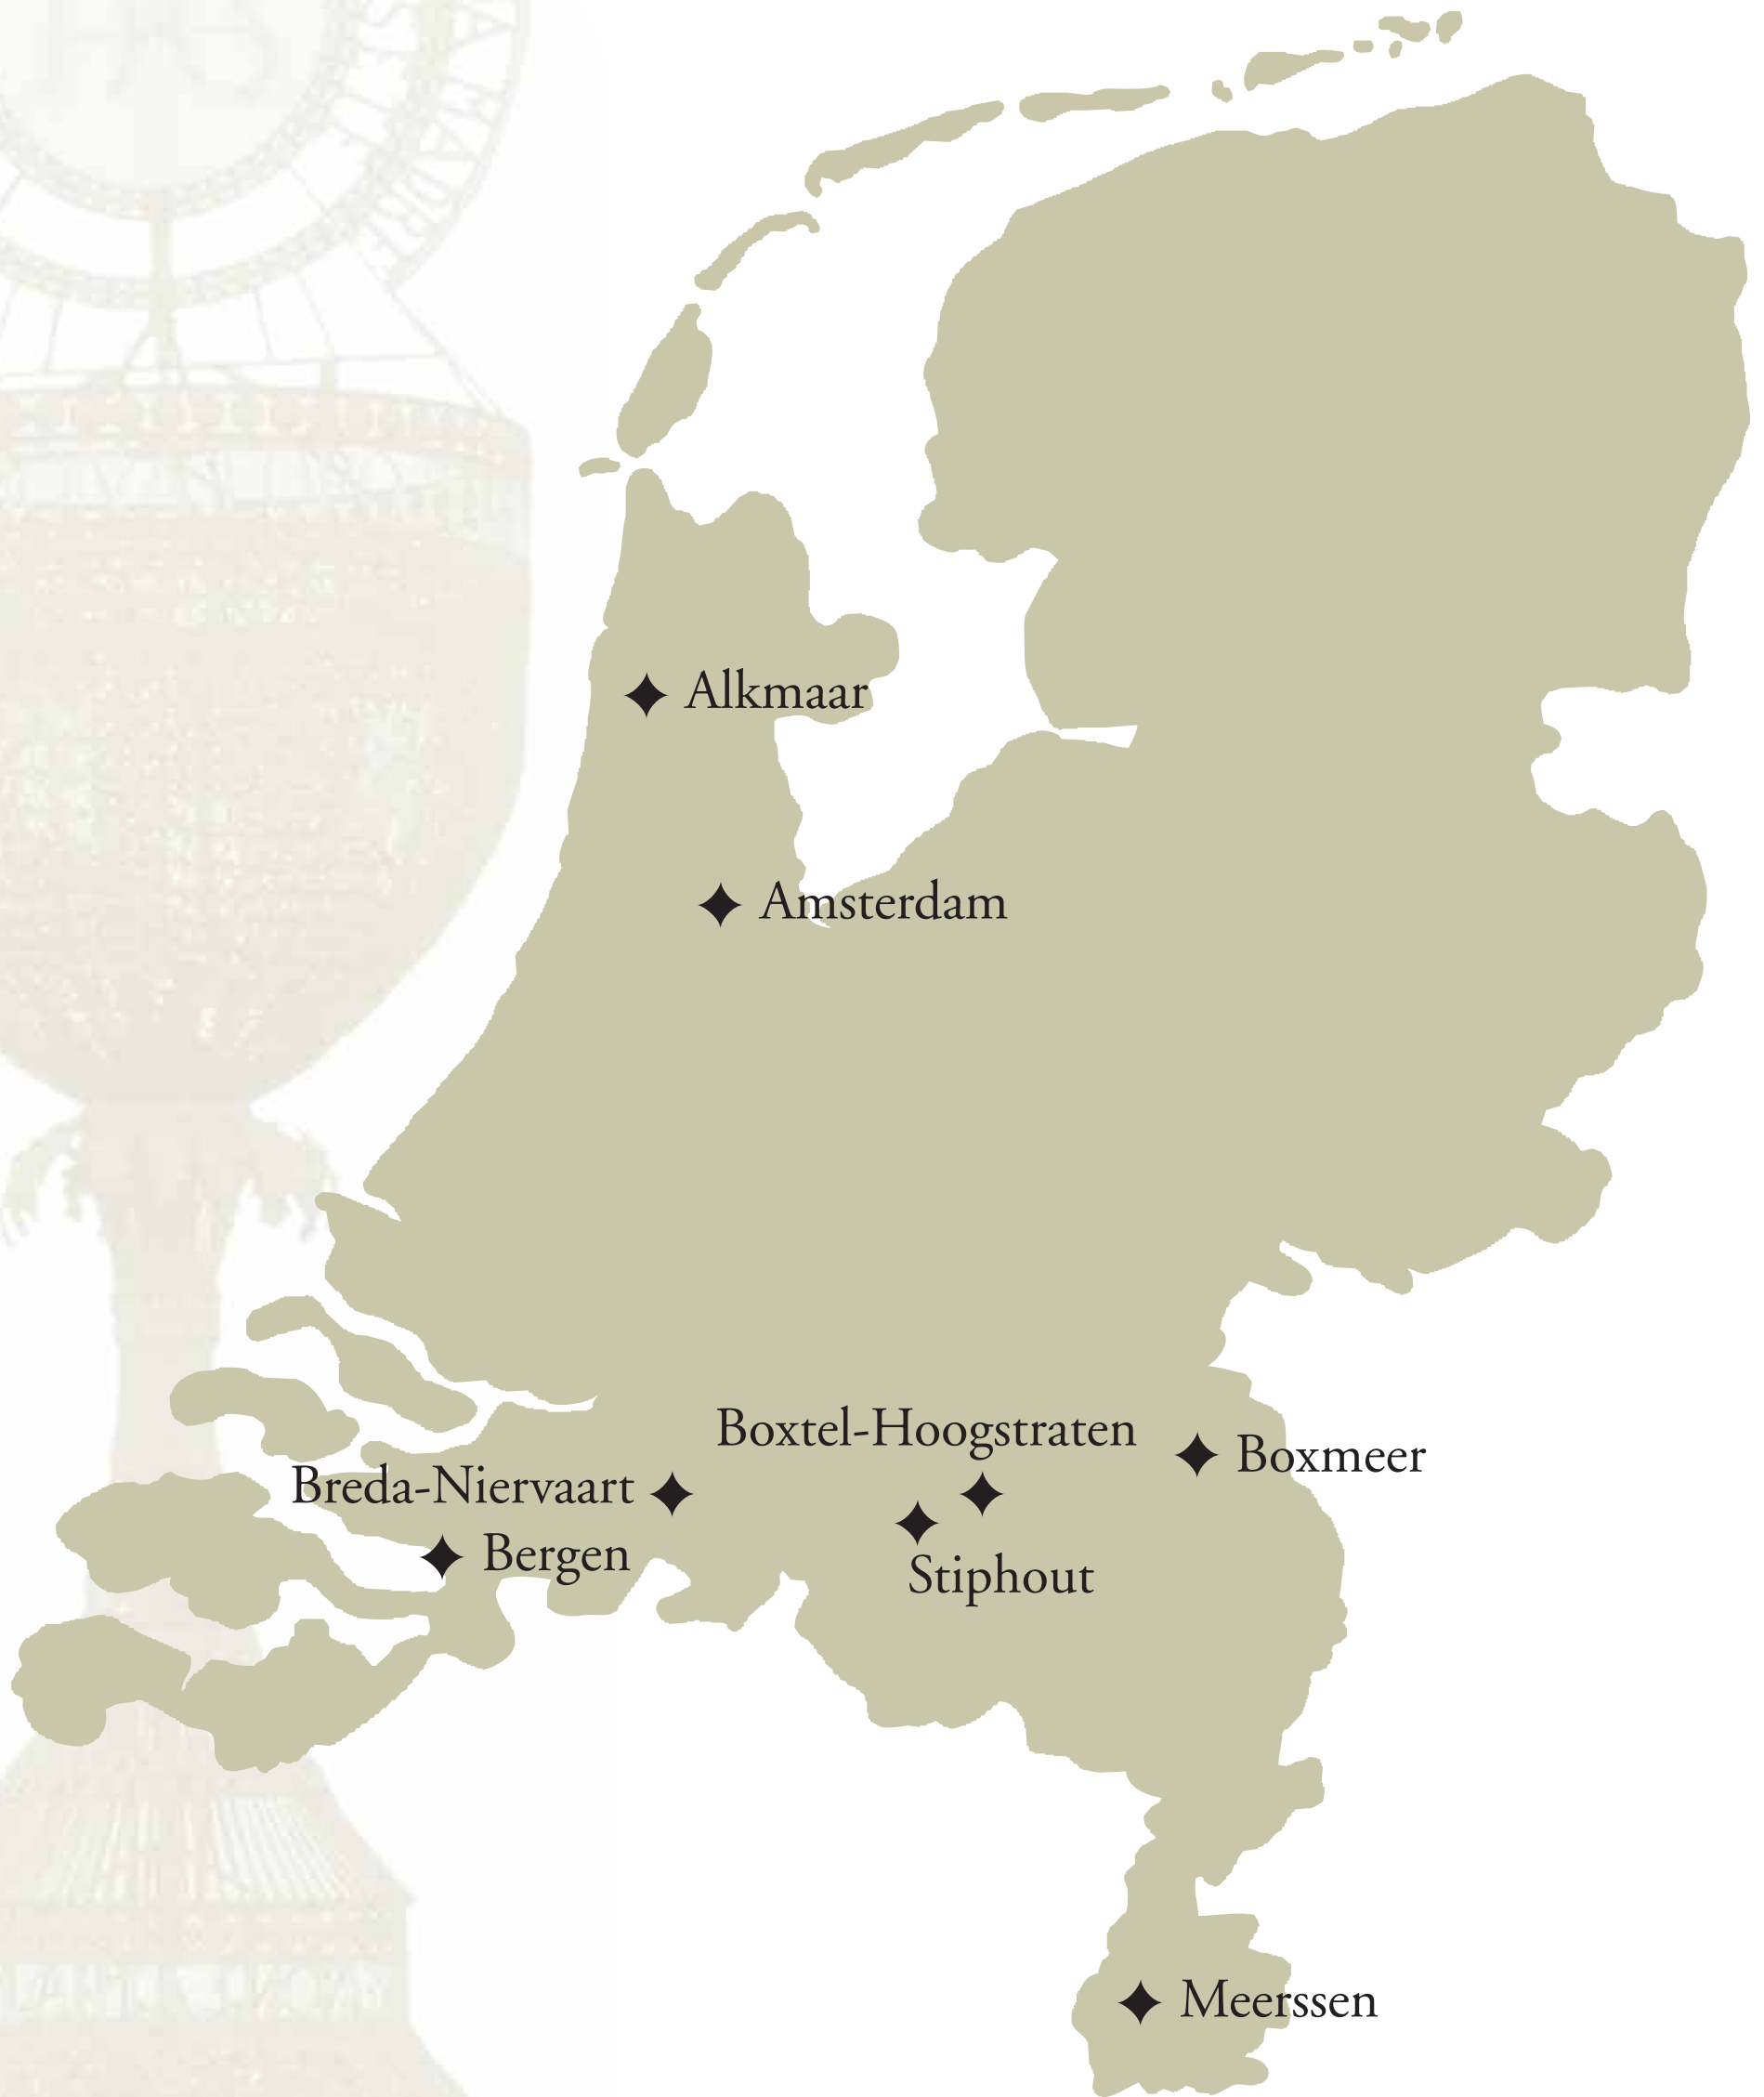 Alkmaar
Amsterdam
Boxtel-Hoogstraten
Boxmeer
Breda-Niervaart
Bergen
Stiphout
Meerssen